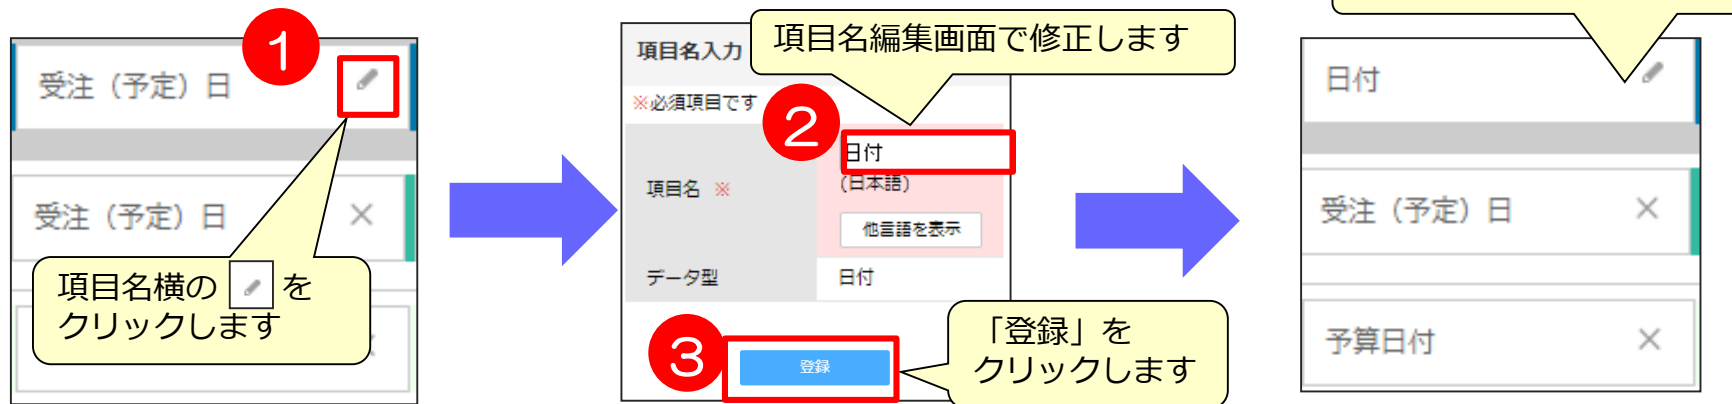 1
受注（予定）日
受注（予定）日
項目名横の を
クリックします
項目名編集画面で修正します
項目名入力
※必須項目です
2
日付
(日本語)
項目名 ※
他言語を表示
データ型 日付
3
登録
「登録」を
クリックします
日付
受注（予定）日
予算日付